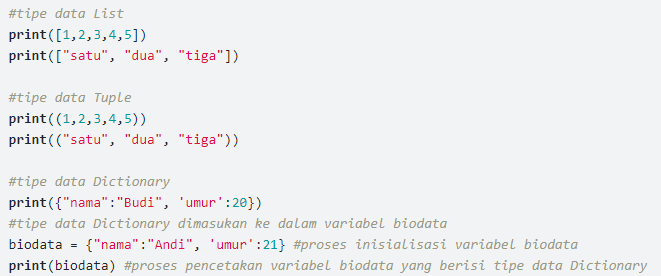 #tipe data List
print([1,2,3,4,5])
print(["satu", "dua", "tiga"])
#tipe data Tuple
print((1,2,3,4,5))
print(("satu", "dua", "tiga"))
#tipe data Dictionary
print({"nama":"Budi", 'umur':20})
#tipe data Dictionary dimasukan ke dalam variabel biodata
biodata = {"nama":"Andi", 'umur':21} #proses inisialisasi variabel biodata
print(biodata) #proses pencetakan variabel biodata yang berisi tipe data Dictionary